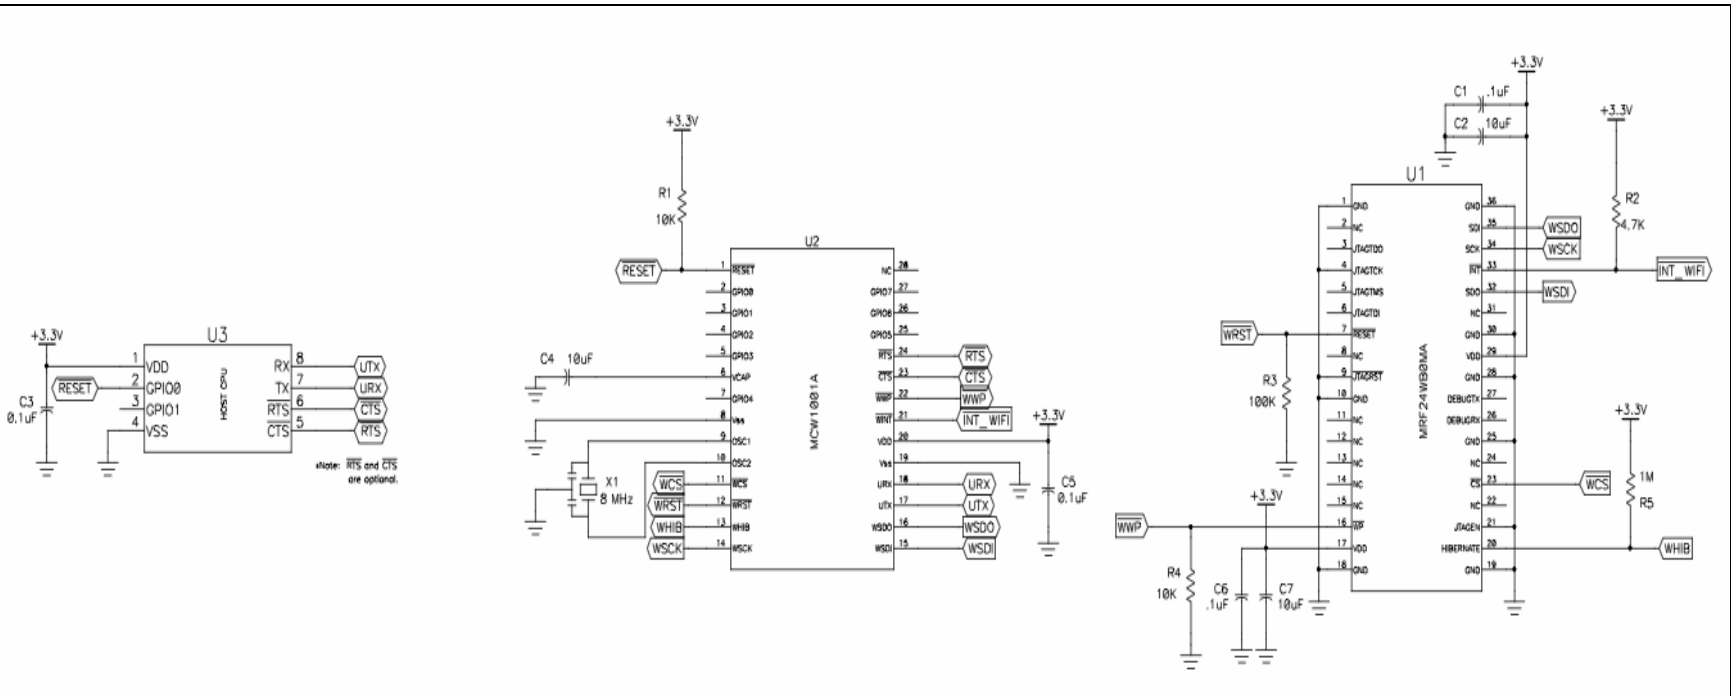 +3.3V
U3
1 VDD
2 GPIO0
3 GPIO1
4 VSS
HOST CPU
RX 8
TX 7
RTS 6
CTS 5
RESET
C3
0.1uF
UTX
URX
CTS
RTS
*Note: RTS and CTS
are optional.
+3.3V
R1
10K
RESET
U2
MCW1001A
1 RESET
2 GPIO0
3 GPIO1
4 GPIO2
5 GPIO3
6 VCAP
7 GPIO4
8 Vss
9 OSC1
10 OSC2
11 WCS
12 WRST
13 WHIB
14 WSCK
NC 28
GPIO7 27
GPIO6 26
GPIO5 25
RTS 24
CTS 23
WWP 22
WINT 21
VDD 20
Vss 19
URX 18
UTX 17
WSDO 16
WSDI 15
C4 10uF
X1
8 MHz
WCS
WRST
WHIB
WSCK
RTS
CTS
WWP
INT_WIFI
+3.3V
C5
0.1uF
URX
UTX
WSDO
WSDI
+3.3V
C1 .1uF
C2 10uF
U1
MRF24WB0MA
1 GND
2 NC
3 JTAGTDO
4 JTAGTCK
5 JTAGTMS
6 JTAGTDI
7 RESET
8 NC
9 JTAGRST
10 GND
11 NC
12 NC
13 NC
14 NC
15 NC
16 WP
17 VDD
18 GND
GND 36
SDI 35
SCK 34
INT 33
SDO 32
NC 31
GND 30
VDD 29
GND 28
DEBUGTX 27
DEBUGRX 26
GND 25
NC 24
CS 23
NC 22
JTAGEN 21
HIBERNATE 20
GND 19
WRST
R3
100K
WWP
R4
10K
+3.3V
C6
.1uF
C7
10uF
WSDO
WSCK
WSDI
+3.3V
R2
4.7K
INT_WIFI
WCS
+3.3V
1M
R5
WHIB